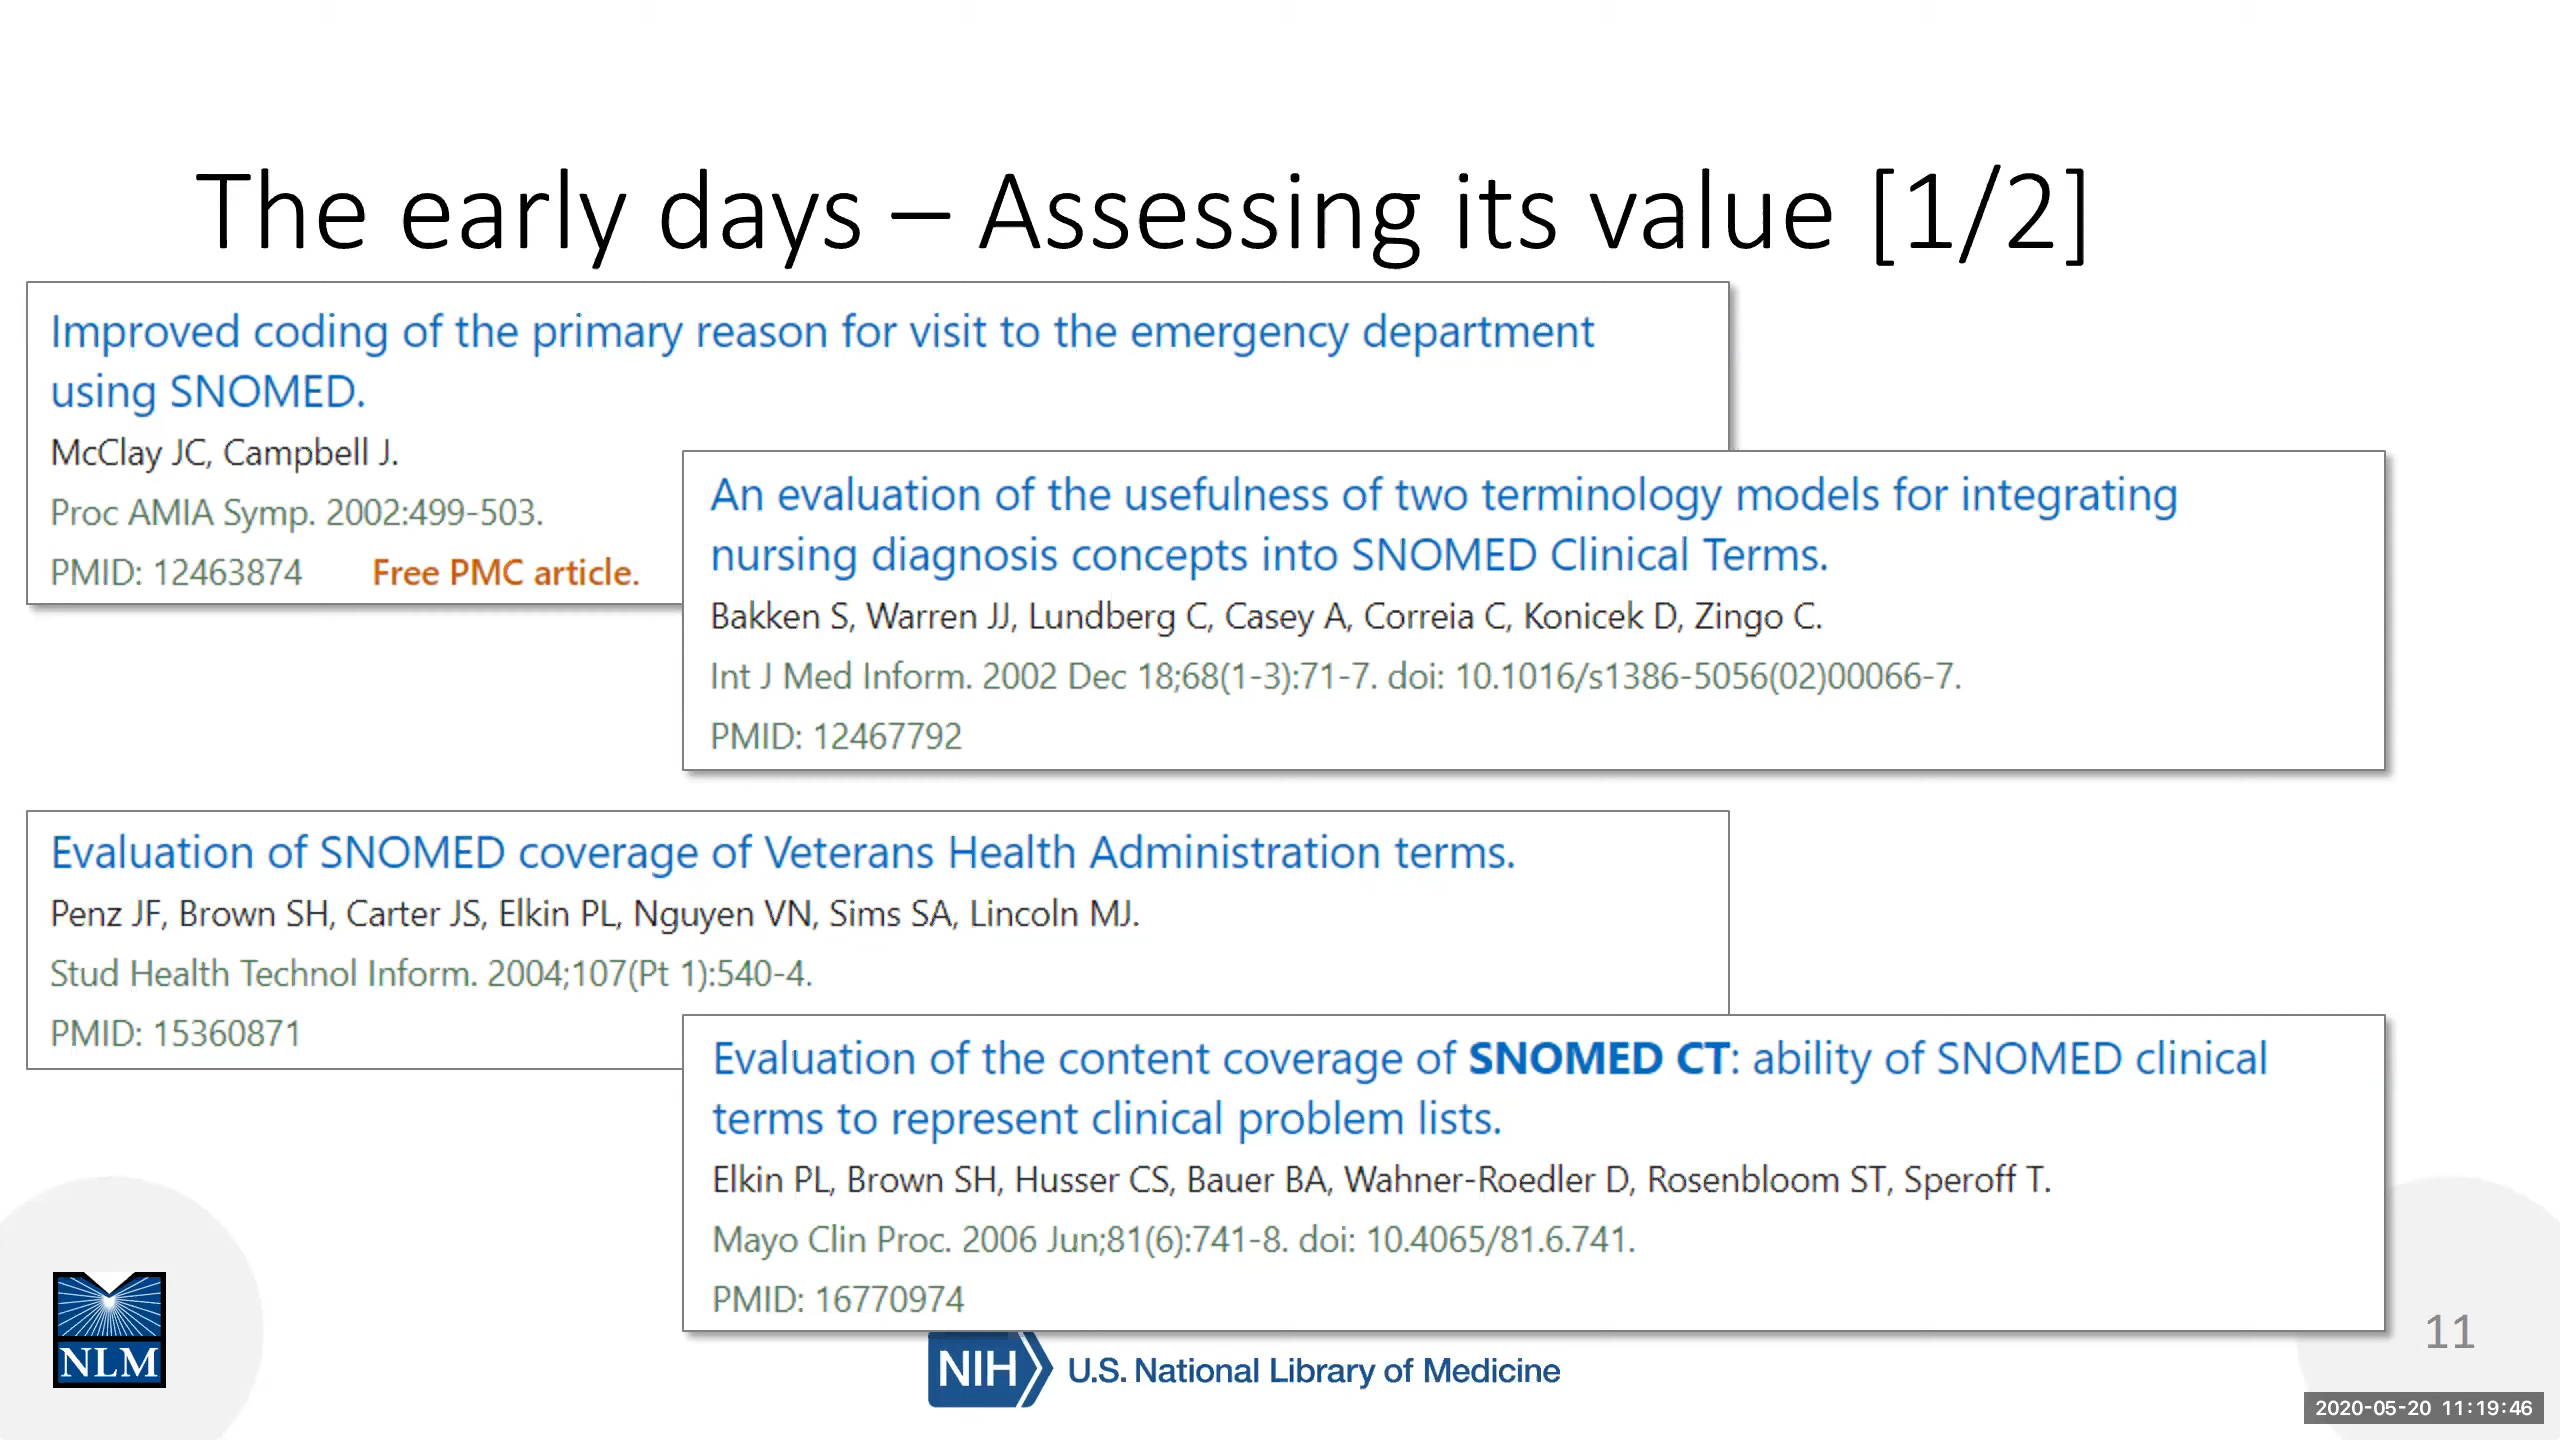 The early days – Assessing its value [1/2]
Improved coding of the primary reason for visit to the emergency department
using SNOMED.
McClay JC, Campbell J.
Proc AMIA Symp. 2002:499-503.
PMID: 12463874 Free PMC article.
An evaluation of the usefulness of two terminology models for integrating
nursing diagnosis concepts into SNOMED Clinical Terms.
Bakken S, Warren JJ, Lundberg C, Casey A, Correia C, Konicek D, Zingo C.
Int J Med Inform. 2002 Dec 18;68(1-3):71-7. doi: 10.1016/s1386-5056(02)00066-7.
PMID: 12467792
Evaluation of SNOMED coverage of Veterans Health Administration terms.
Penz JF, Brown SH, Carter JS, Elkin PL, Nguyen VN, Sims SA, Lincoln MJ.
Stud Health Technol Inform. 2004;107(Pt 1):540-4.
PMID: 15360871
Evaluation of the content coverage of SNOMED CT: ability of SNOMED clinical
terms to represent clinical problem lists.
Elkin PL, Brown SH, Husser CS, Bauer BA, Wahner-Roedler D, Rosenbloom ST, Speroff T.
Mayo Clin Proc. 2006 Jun;81(6):741-8. doi: 10.4065/81.6.741.
PMID: 16770974
NLM
NIH U.S. National Library of Medicine
11
2020-05-20 11:19:46